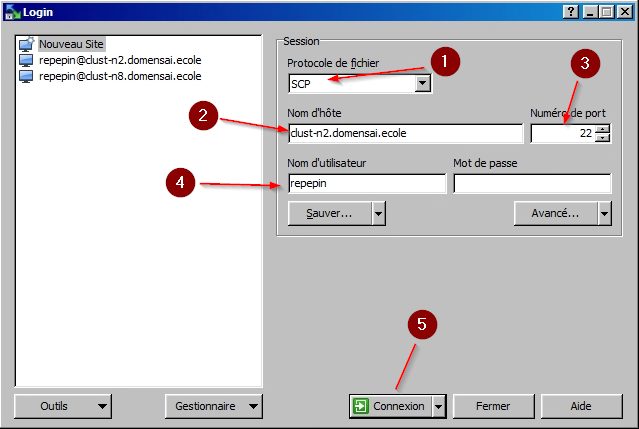 Login
?
Nouveau Site
repepin@clust-n2.domensai.ecole
repepin@clust-n8.domensai.ecole
Session
Protocole de fichier
1
SCP
3
2
Nom d'hôte
Numéro de port
clust-n2.domensai.ecole
22
4
Nom d'utilisateur
Mot de passe
repepin
Sauver...
Avancé...
5
Outils
Gestionnaire
Connexion
Fermer
Aide